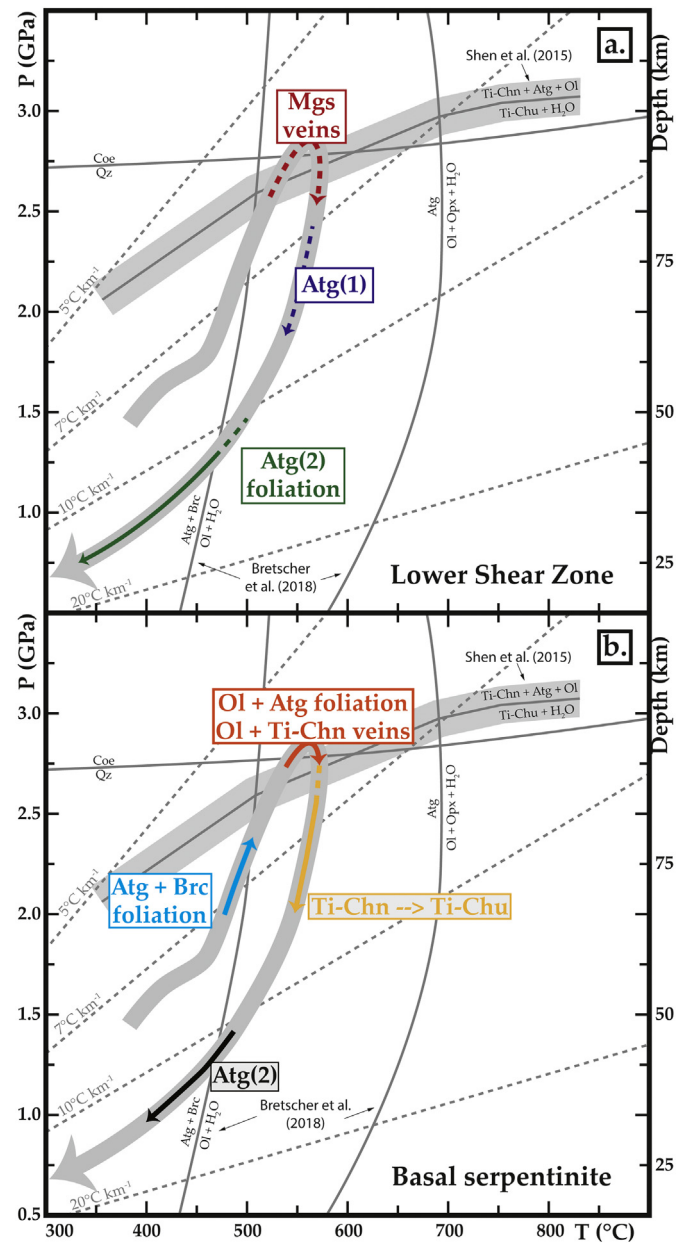 P (GPa)
a.
Depth (km)
Shen et al. (2015)
Ti-Chn + Atg + Ol
Ti-Chu + H₂O
3.0
Mgs
veins
Coe
Qz
2.5
Atg
Ol + Opx + H₂O
5°C km⁻¹
Atg(1)
75
2.0
7°C km⁻¹
1.5
50
10°C km⁻¹
Atg(2)
foliation
Atg + Brc
Ol + H₂O
1.0
Bretscher
et al. (2018)
Lower Shear Zone
25
20°C km⁻¹
P (GPa)
b.
Depth (km)
Shen et al. (2015)
Ti-Chn + Atg + Ol
Ti-Chu + H₂O
3.0
Ol + Atg foliation
Ol + Ti-Chn veins
Coe
Qz
2.5
Atg
Ol + Opx + H₂O
5°C km⁻¹
Atg + Brc
foliation
Ti-Chn --> Ti-Chu
75
2.0
7°C km⁻¹
1.5
50
10°C km⁻¹
Atg(2)
Atg + Brc
Ol + H₂O
1.0
Bretscher et al.
(2018)
Basal serpentinite
25
20°C km⁻¹
0.5
300 400 500 600 700 800 T (°C)